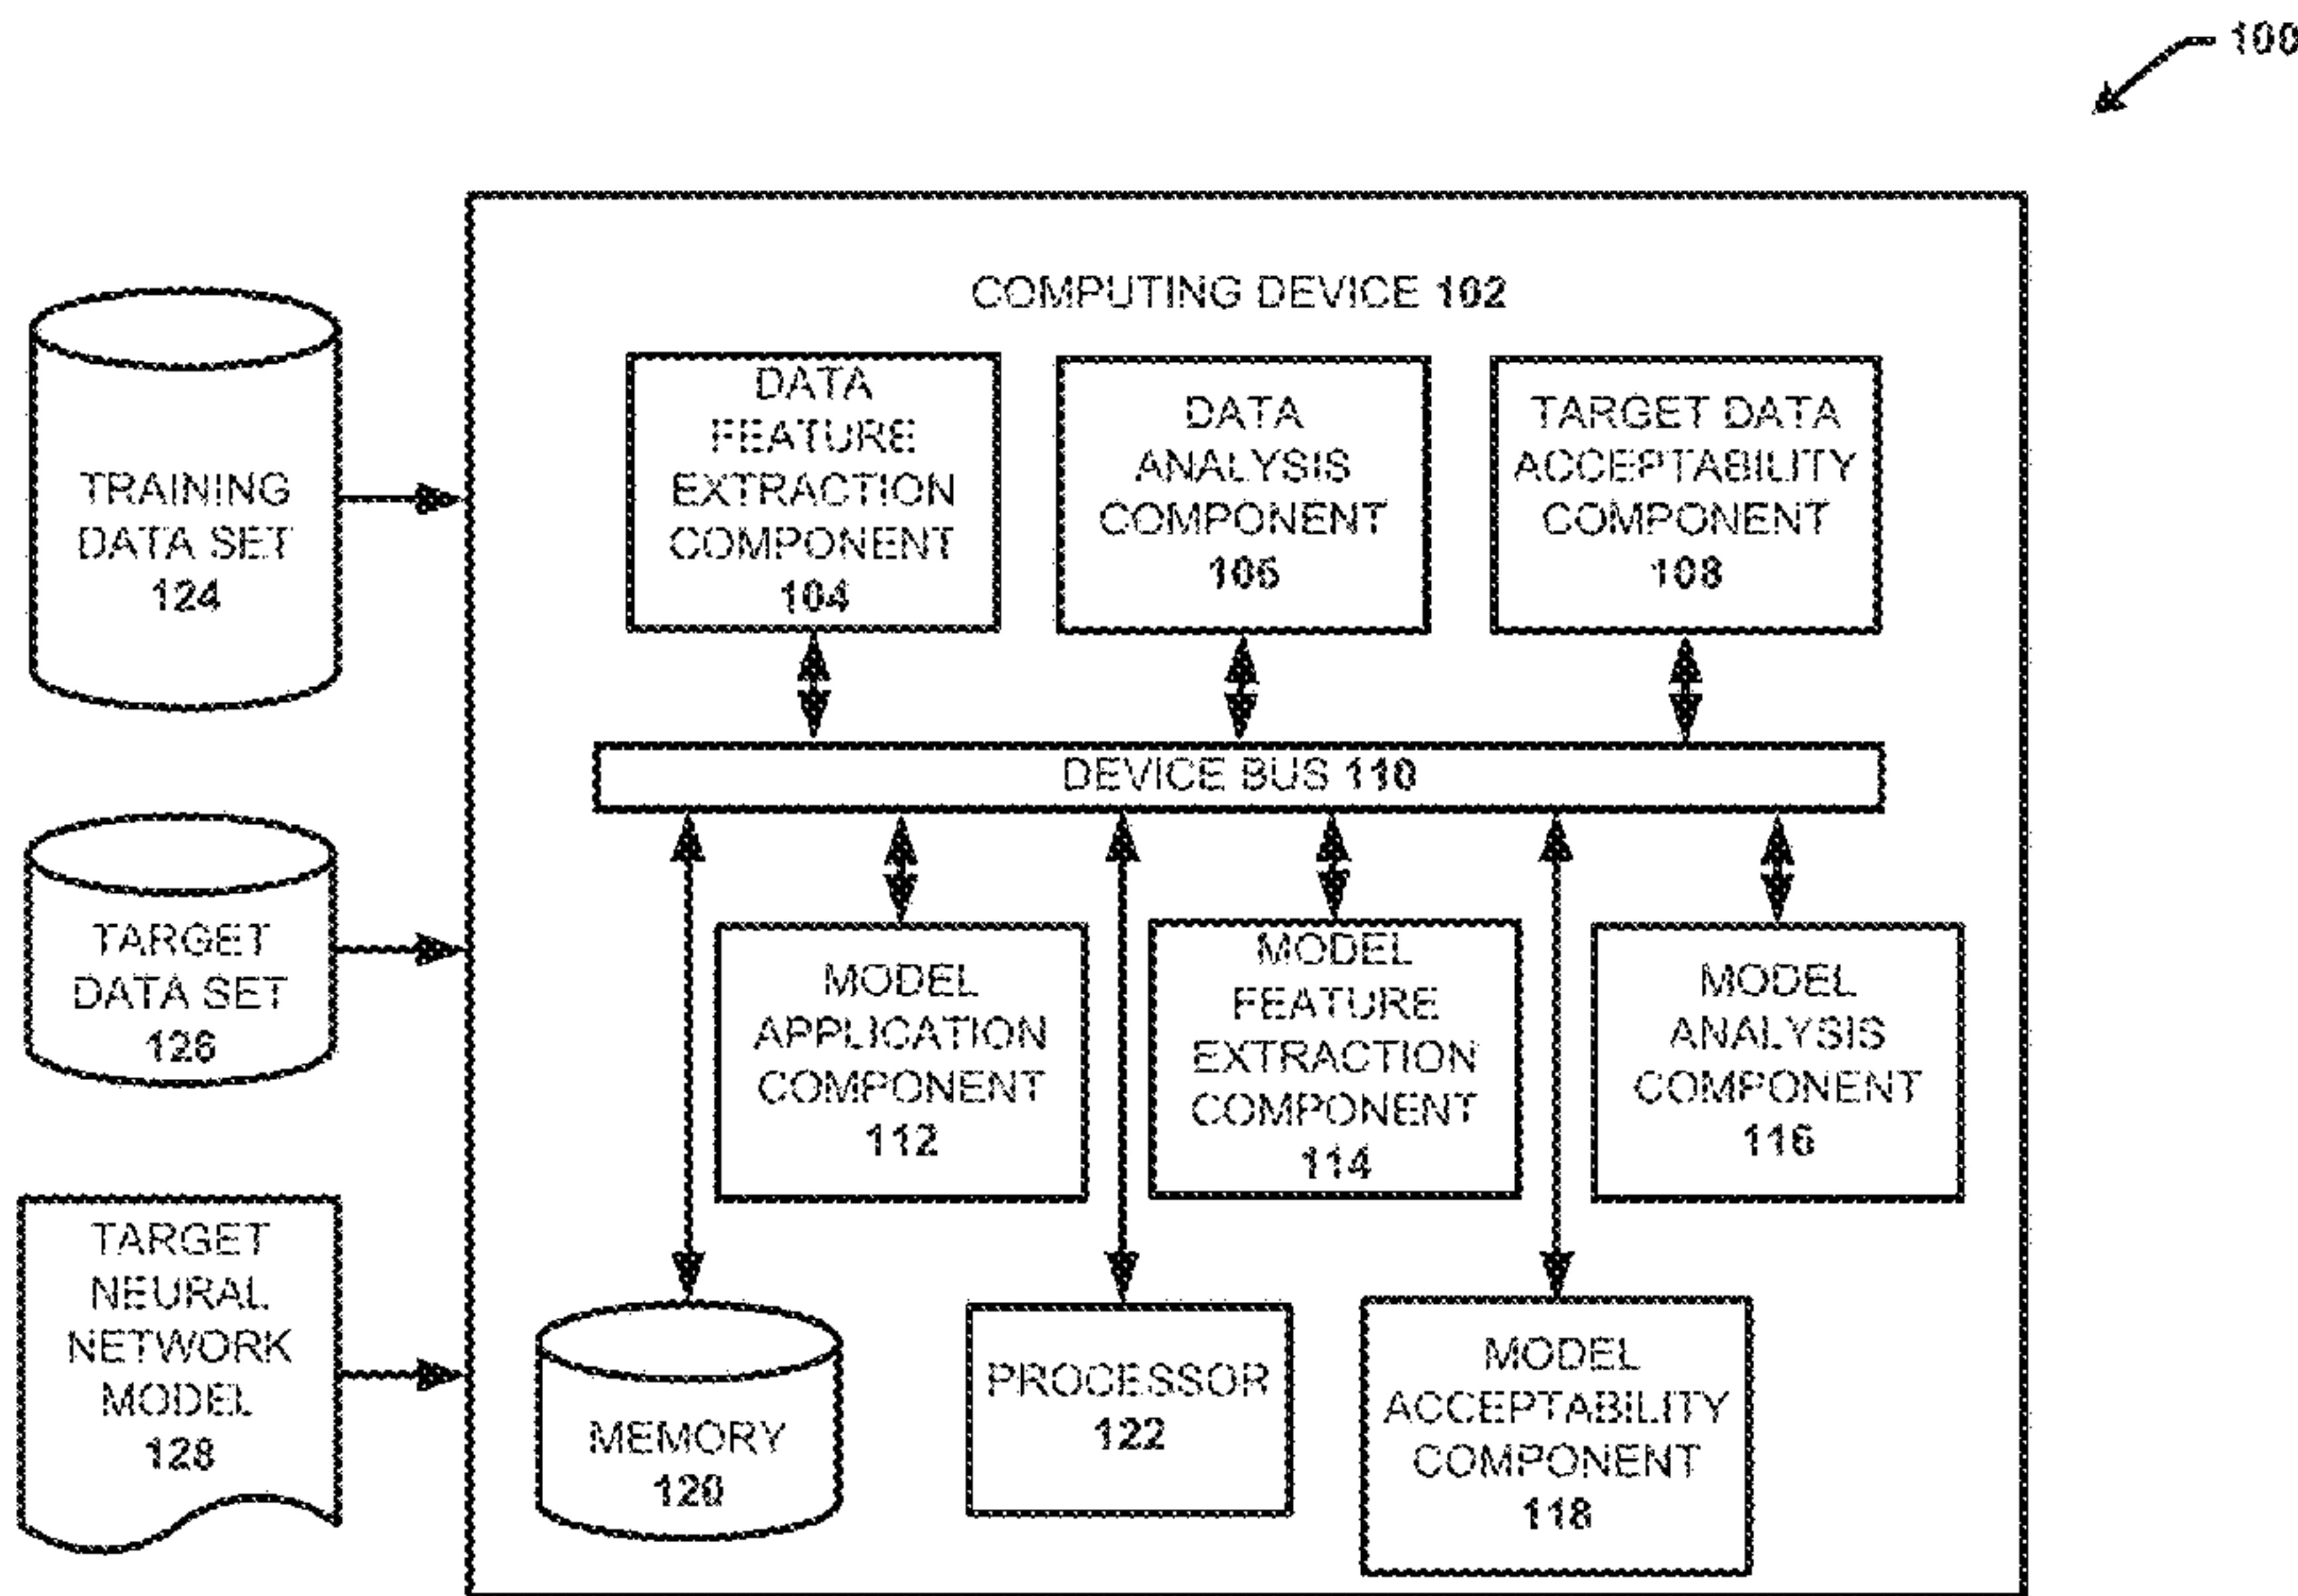 100
COMPUTING DEVICE 102
TRAINING
DATA SET
124
DATA
FEATURE
EXTRACTION
COMPONENT
104
DATA
ANALYSIS
COMPONENT
106
TARGET DATA
ACCEPTABILITY
COMPONENT
108
DEVICE BUS 110
TARGET
DATA SET
126
MODEL
APPLICATION
COMPONENT
112
MODEL
FEATURE
EXTRACTION
COMPONENT
114
MODEL
ANALYSIS
COMPONENT
116
TARGET
NEURAL
NETWORK
MODEL
128
MEMORY
120
PROCESSOR
122
MODEL
ACCEPTABILITY
COMPONENT
118